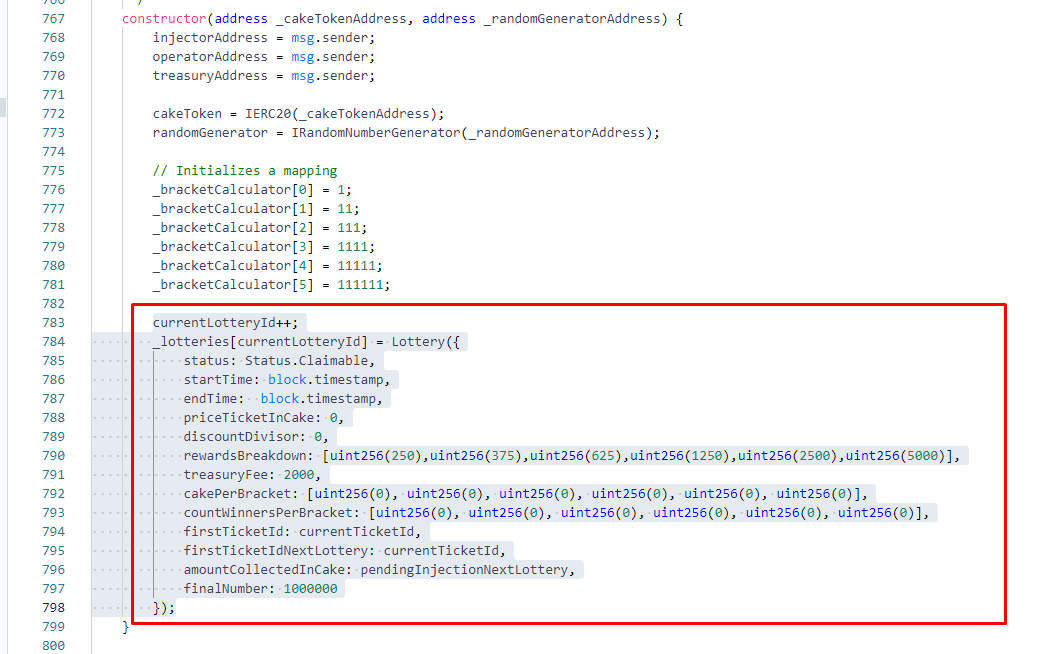 767 constructor(address _cakeTokenAddress, address _randomGeneratorAddress) {
768 injectorAddress = msg.sender;
769 operatorAddress = msg.sender;
770 treasuryAddress = msg.sender;
771
772 cakeToken = IERC20(_cakeTokenAddress);
773 randomGenerator = IRandomNumberGenerator(_randomGeneratorAddress);
774
775 // Initializes a mapping
776 _bracketCalculator[0] = 1;
777 _bracketCalculator[1] = 11;
778 _bracketCalculator[2] = 111;
779 _bracketCalculator[3] = 1111;
780 _bracketCalculator[4] = 11111;
781 _bracketCalculator[5] = 111111;
782
783 currentLotteryId++;
784 _lotteries[currentLotteryId] = Lottery({
785 status: Status.Claimable,
786 startTime: block.timestamp,
787 endTime: block.timestamp,
788 priceTicketInCake: 0,
789 discountDivisor: 0,
790 rewardsBreakdown: [uint256(250),uint256(375),uint256(625),uint256(1250),uint256(2500),uint256(5000)],
791 treasuryFee: 2000,
792 cakePerBracket: [uint256(0), uint256(0), uint256(0), uint256(0), uint256(0), uint256(0)],
793 countWinnersPerBracket: [uint256(0), uint256(0), uint256(0), uint256(0), uint256(0), uint256(0)],
794 firstTicketId: currentTicketId,
795 firstTicketIdNextLottery: currentTicketId,
796 amountCollectedInCake: pendingInjectionNextLottery,
797 finalNumber: 1000000
798 });
799 }
800